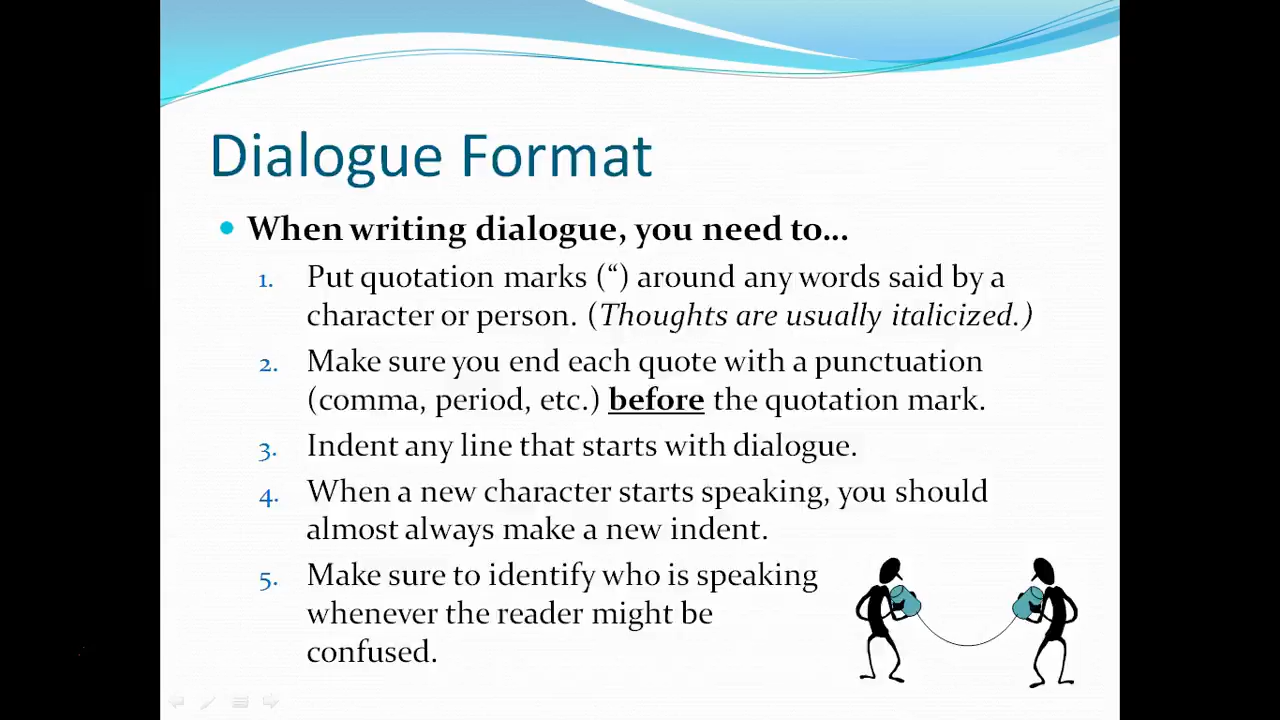 Dialogue Format
• When writing dialogue, you need to...
1. Put quotation marks (“) around any words said by a
character or person. (Thoughts are usually italicized.)
2. Make sure you end each quote with a punctuation
(comma, period, etc.) before the quotation mark.
3. Indent any line that starts with dialogue.
4. When a new character starts speaking, you should
almost always make a new indent.
5. Make sure to identify who is speaking
whenever the reader might be
confused.